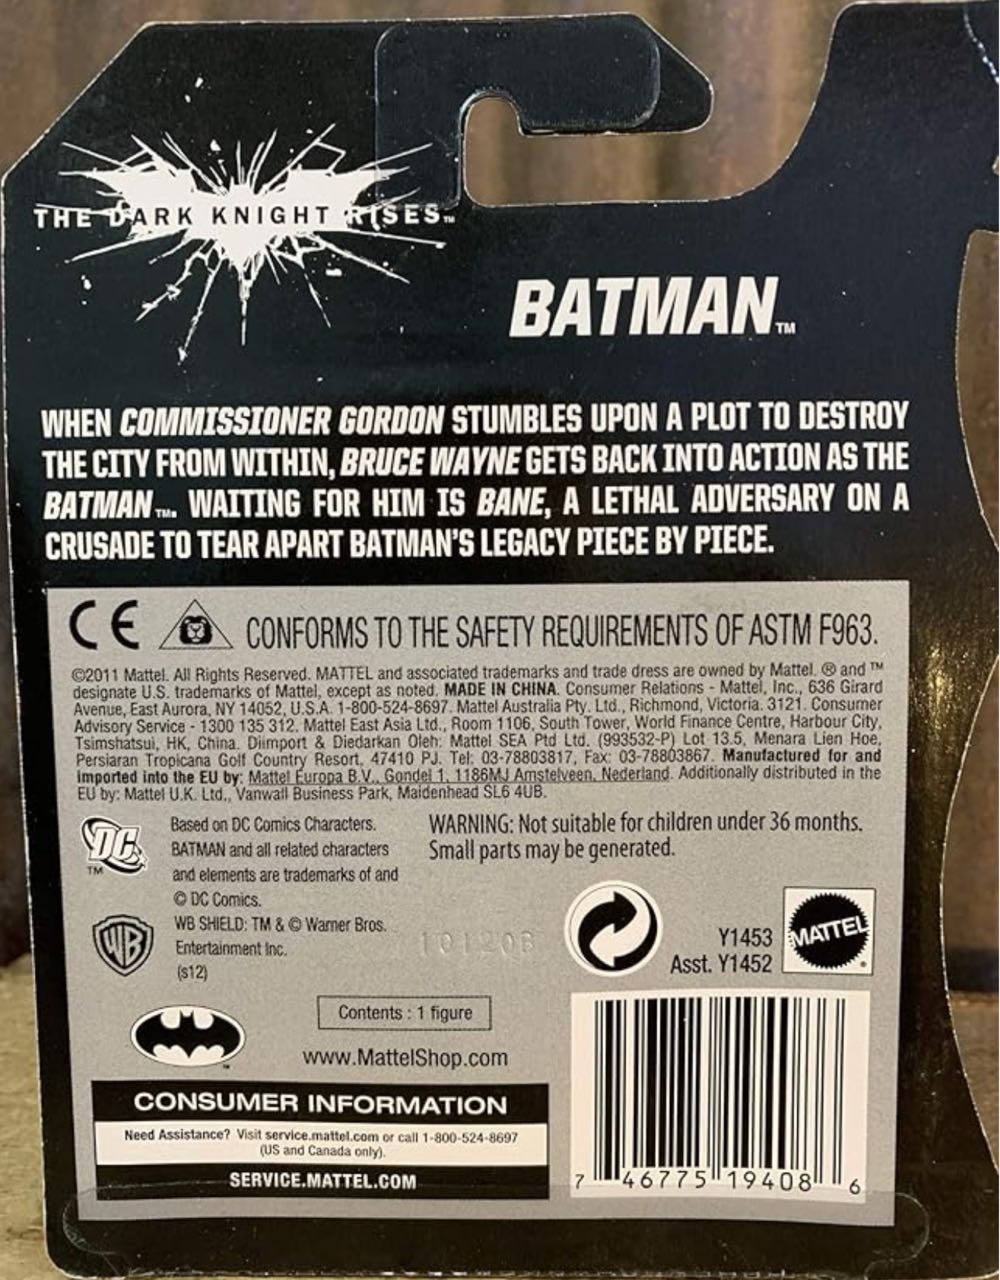 THE DARK KNIGHT RISES™
BATMAN™
WHEN COMMISSIONER GORDON STUMBLES UPON A PLOT TO DESTROY
THE CITY FROM WITHIN, BRUCE WAYNE GETS BACK INTO ACTION AS THE
BATMAN™. WAITING FOR HIM IS BANE, A LETHAL ADVERSARY ON A
CRUSADE TO TEAR APART BATMAN'S LEGACY PIECE BY PIECE.
CE CONFORMS TO THE SAFETY REQUIREMENTS OF ASTM F963.
©2011 Mattel. All Rights Reserved. MATTEL and associated trademarks and trade dress are owned by Mattel. ® and ™
designate U.S. trademarks of Mattel, except as noted. MADE IN CHINA. Consumer Relations - Mattel, Inc., 636 Girard
Avenue, East Aurora, NY 14052, U.S.A. 1-800-524-8697. Mattel Australia Pty. Ltd., Richmond, Victoria. 3121. Consumer
Advisory Service - 1300 135 312. Mattel East Asia Ltd., Room 1106, South Tower, World Finance Centre, Harbour City,
Tsimshatsui, HK, China. Diimport & Diedarkan Oleh: Mattel SEA Ptd Ltd. (993532-P) Lot 13.5, Menara Lien Hoe,
Persiaran Tropicana Golf Country Resort, 47410 PJ. Tel: 03-78803817, Fax: 03-78803867. Manufactured for and
imported into the EU by: Mattel Europa B.V., Gondel 1, 1186MJ Amstelveen, Nederland. Additionally distributed in the
EU by: Mattel U.K. Ltd., Vanwall Business Park, Maidenhead SL6 4UB.
DC™
Based on DC Comics Characters.
BATMAN and all related characters
and elements are trademarks of and
© DC Comics.
WB
WB SHIELD: TM & © Warner Bros.
Entertainment Inc.
(s12)
WARNING: Not suitable for children under 36 months.
Small parts may be generated.
Y1453
Asst. Y1452
MATTEL®
Contents : 1 figure
www.MattelShop.com
CONSUMER INFORMATION
Need Assistance? Visit service.mattel.com or call 1-800-524-8697
(US and Canada only).
SERVICE.MATTEL.COM
7 46775 19408 6